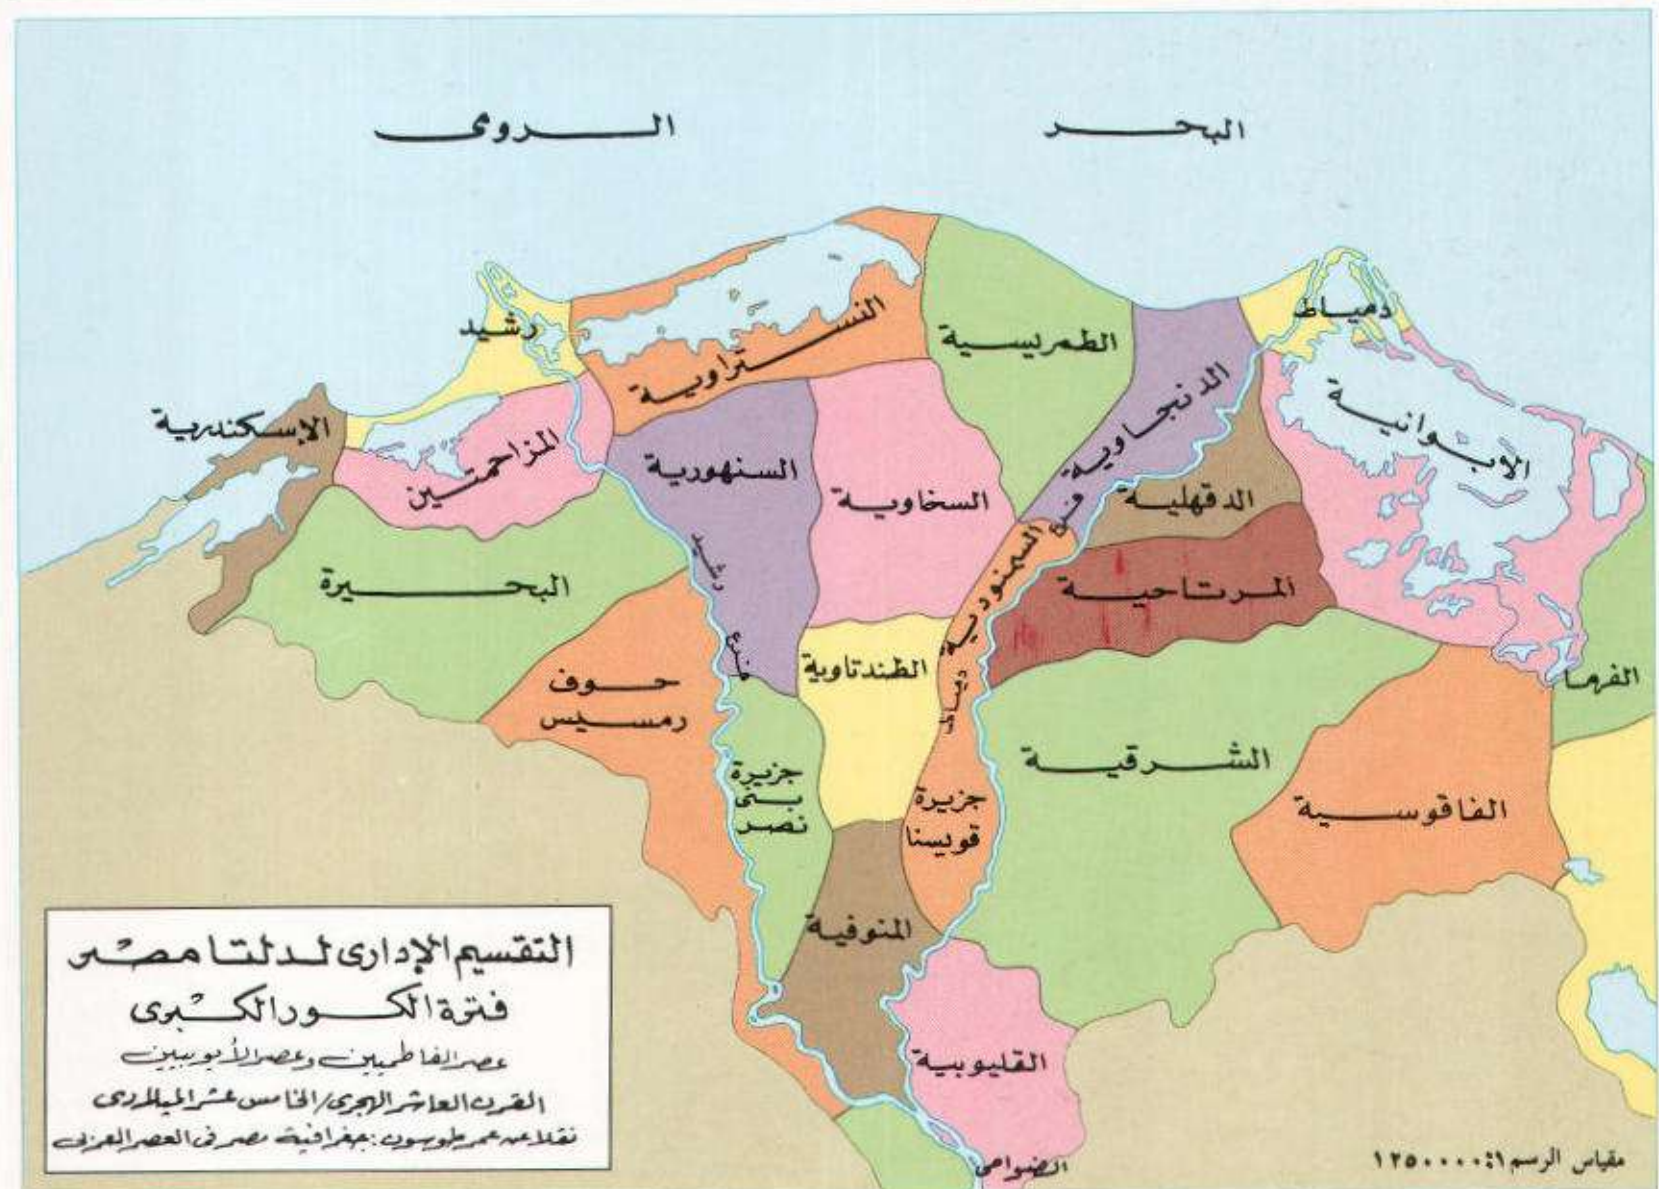 البحر الرومى
دمياط
رشيد
النستراوية
الطمريسية
الدنجاوية
الابوانية
الإسكندرية
المزاحمتين
السنهورية
السخاوية
الدقهلية
فرع
السمنودية
المرتاحية
البحيرة
رشيد
فرع
حوف
رمسيس
الطندتاوية
دمياط
الفرما
الشرقية
الفاقوسية
جزيرة
بنى
نصر
جزيرة
قويسنا
المنوفية
القليوبية
الضواحى
التقسيم الإدارى لدلتا مصر
فترة الكور الكبرى
عصر الفاطميين وعصر الأيوبيين
القرن العاشر الهجرى/الخامس عشر الميلادى
نقلا عن عمر طوسون: جغرافية مصر فى العصر العربى
مقياس الرسم ١:١٢٥٠٠٠٠